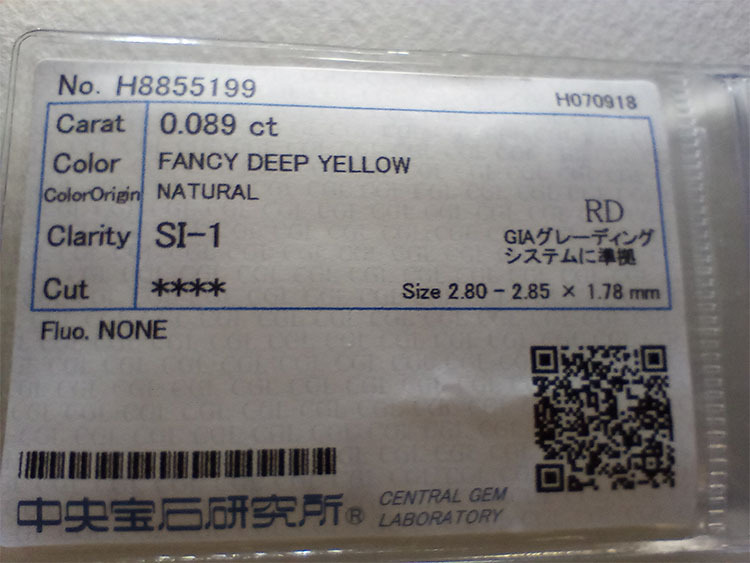 No. H8855199
H070918
Carat 0.089 ct
Color FANCY DEEP YELLOW
ColorOrigin NATURAL
RD
Clarity SI-1
GIAグレーディング
システムに準拠
Cut ****
Size 2.80 - 2.85 × 1.78 mm
Fluo. NONE
中央宝石研究所®
CENTRAL GEM
LABORATORY